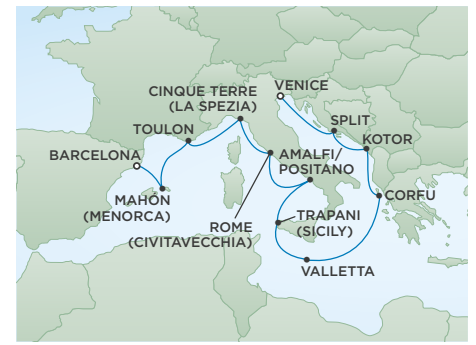 CINQUE TERRE
(LA SPEZIA)
VENICE
TOULON
SPLIT
KOTOR
BARCELONA
AMALFI/
POSITANO
MAHÓN
(MENORCA)
CORFU
ROME
(CIVITAVECCHIA)
TRAPANI
(SICILY)
VALLETTA